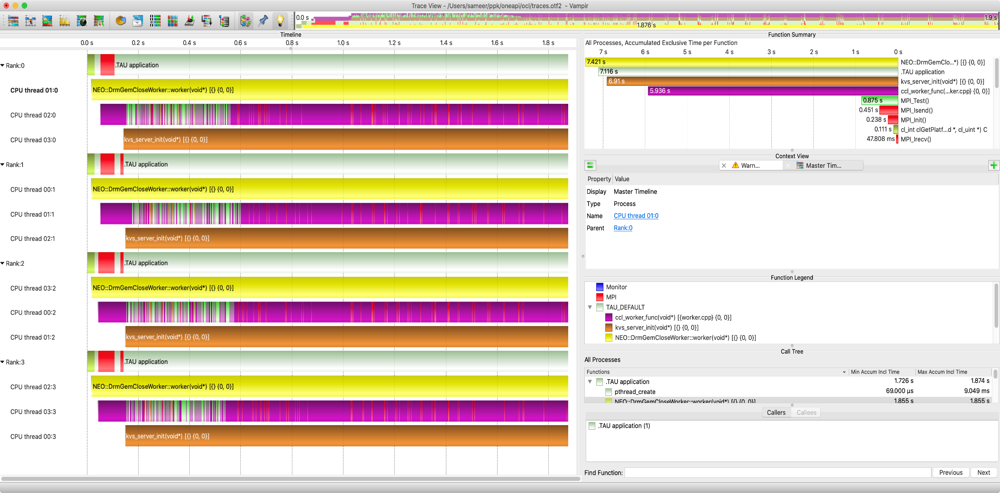 Trace View - /Users/sameer/ppk/oneapi/ocl/traces.otf2 - Vampir
0.0 s
1.9 s
1.876 s
Timeline
0.0 s 0.2 s 0.4 s 0.6 s 0.8 s 1.0 s 1.2 s 1.4 s 1.6 s 1.8 s
Rank:0
.TAU application
CPU thread 01:0
NEO::DrmGemCloseWorker::worker(void*) [{} {0, 0}]
CPU thread 02:0
CPU thread 03:0
kvs_server_init(void*) [{} {0, 0}]
Rank:1
.TAU application
CPU thread 00:1
NEO::DrmGemCloseWorker::worker(void*) [{} {0, 0}]
CPU thread 01:1
CPU thread 02:1
kvs_server_init(void*) [{} {0, 0}]
Rank:2
.TAU application
CPU thread 03:2
NEO::DrmGemCloseWorker::worker(void*) [{} {0, 0}]
CPU thread 00:2
CPU thread 01:2
kvs_server_init(void*) [{} {0, 0}]
Rank:3
.TAU application
CPU thread 02:3
NEO::DrmGemCloseWorker::worker(void*) [{} {0, 0}]
CPU thread 03:3
CPU thread 00:3
kvs_server_init(void*) [{} {0, 0}]
Function Summary
All Processes, Accumulated Exclusive Time per Function
7 s 6 s 5 s 4 s 3 s 2 s 1 s 0 s
7.421 s NEO::DrmGemClo...*) [{} {0, 0}]
7.116 s .TAU application
6.91 s kvs_server_init(void*) [{} {0, 0}]
5.936 s ccl_worker_func(...ker.cpp} {0, 0}]
0.875 s MPI_Test()
0.451 s MPI_Isend()
0.238 s MPI_Init()
0.111 s cl_int clGetPlatf...d *, cl_uint *) C
47.808 ms MPI_Irecv()
Context View
Warn... Master Tim...
Property Value
Display Master Timeline
Type Process
Name CPU thread 01:0
Parent Rank:0
Function Legend
Monitor
MPI
TAU_DEFAULT
ccl_worker_func(void*) [{worker.cpp} {0, 0}]
kvs_server_init(void*) [{} {0, 0}]
NEO::DrmGemCloseWorker::worker(void*) [{} {0, 0}]
Call Tree
All Processes
Functions Min Accum Incl Time Max Accum Incl Time
.TAU application 1.726 s 1.874 s
pthread_create 69.000 µs 9.049 ms
NEO::DrmGemCloseWorker::worker(void*) [{} {0, 0}] 1.855 s 1.855 s
Callers Callees
.TAU application (1)
Find Function: Previous Next